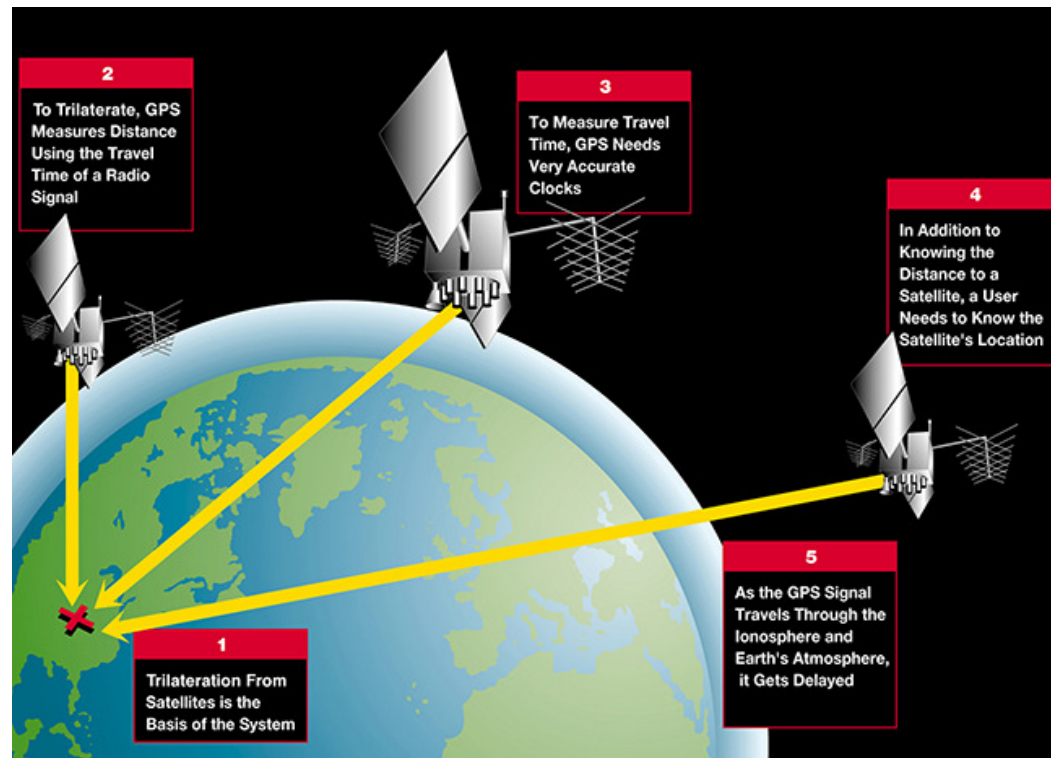 1
Trilateration From
Satellites is the
Basis of the System
2
To Trilaterate, GPS
Measures Distance
Using the Travel
Time of a Radio
Signal
3
To Measure Travel
Time, GPS Needs
Very Accurate
Clocks
4
In Addition to
Knowing the
Distance to a
Satellite, a User
Needs to Know the
Satellite's Location
5
As the GPS Signal
Travels Through the
Ionosphere and
Earth's Atmosphere,
it Gets Delayed